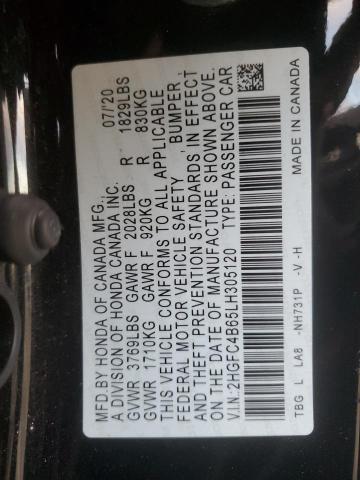 MFD.BY HONDA OF CANADA MFG., 07/'20
A DIVISION OF HONDA CANADA INC.
GVWR 3769LBS GAWR F 2028LBS R 1829LBS
GVWR 1710KG GAWR F 920KG R 830KG
THIS VEHICLE CONFORMS TO ALL APPLICABLE
FEDERAL MOTOR VEHICLE SAFETY, BUMPER,
AND THEFT PREVENTION STANDARDS IN EFFECT
ON THE DATE OF MANUFACTURE SHOWN ABOVE.
V.I.N.:2HGFC4B65LH305120 TYPE: PASSENGER CAR
TBG L LA8 -NH731P -V -H MADE IN CANADA